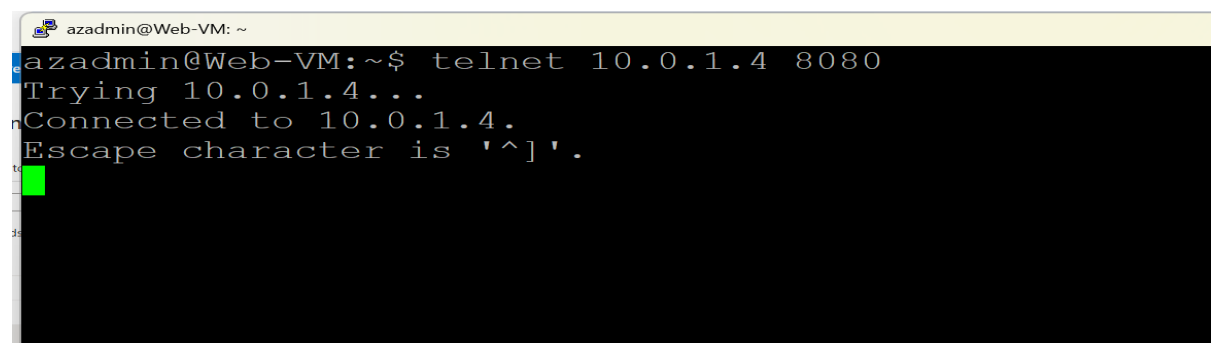 azadmin@Web-VM: ~
azadmin@Web-VM:~$ telnet 10.0.1.4 8080
Trying 10.0.1.4...
Connected to 10.0.1.4.
Escape character is '^]'.